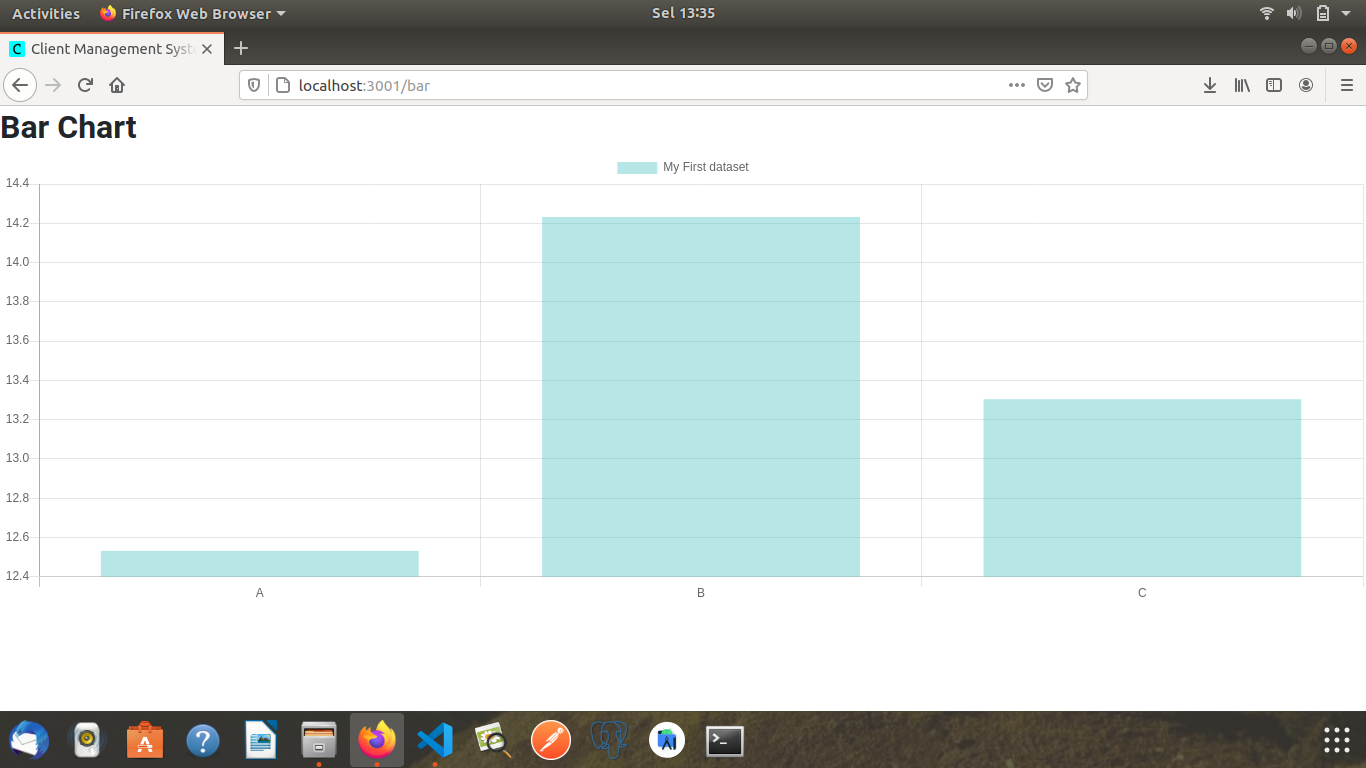 Activities Firefox Web Browser Sel 13:35
C Client Management Syst
localhost:3001/bar
Bar Chart
My First dataset
14.4
14.2
14.0
13.8
13.6
13.4
13.2
13.0
12.8
12.6
12.4
A B C